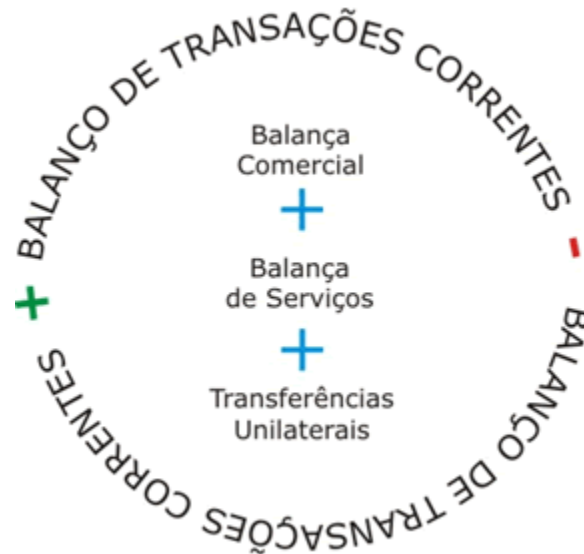 BALANÇO DE TRANSAÇÕES CORRENTES -
BALANÇO DE TRANSAÇÕES CORRENTES +
Balança
Comercial
+
Balança
de Serviços
+
Transferências
Unilaterais